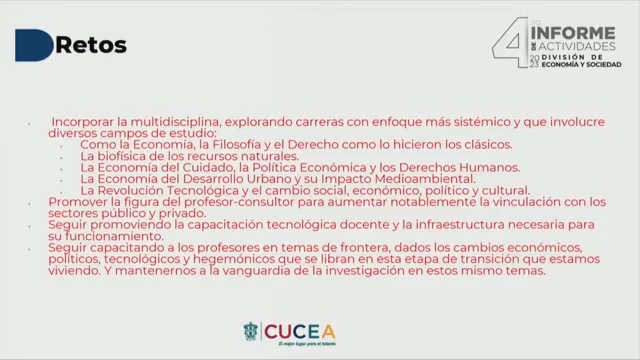 Retos
4TO INFORME
DE ACTIVIDADES
2023 DIVISIÓN DE
ECONOMÍA Y SOCIEDAD
Incorporar la multidisciplina, explorando carreras con enfoque más sistémico y que involucre
diversos campos de estudio:
Como la Economía, la Filosofía y el Derecho como lo hicieron los clásicos.
La biofísica de los recursos naturales.
La Economía del Cuidado, la Política Económica y los Derechos Humanos.
La Economía del Desarrollo Urbano y su Impacto Medioambiental.
La Revolución Tecnológica y el cambio social, económico, político y cultural.
Promover la figura del profesor-consultor para aumentar notablemente la vinculación con los
sectores público y privado.
Seguir promoviendo la capacitación tecnológica docente y la infraestructura necesaria para
su funcionamiento.
Seguir capacitando a los profesores en temas de frontera, dados los cambios económicos,
políticos, tecnológicos y hegemónicos que se libran en esta etapa de transición que estamos
viviendo. Y mantenernos a la vanguardia de la investigación en estos mismo temas.
CUCEA
El mejor lugar para el talento